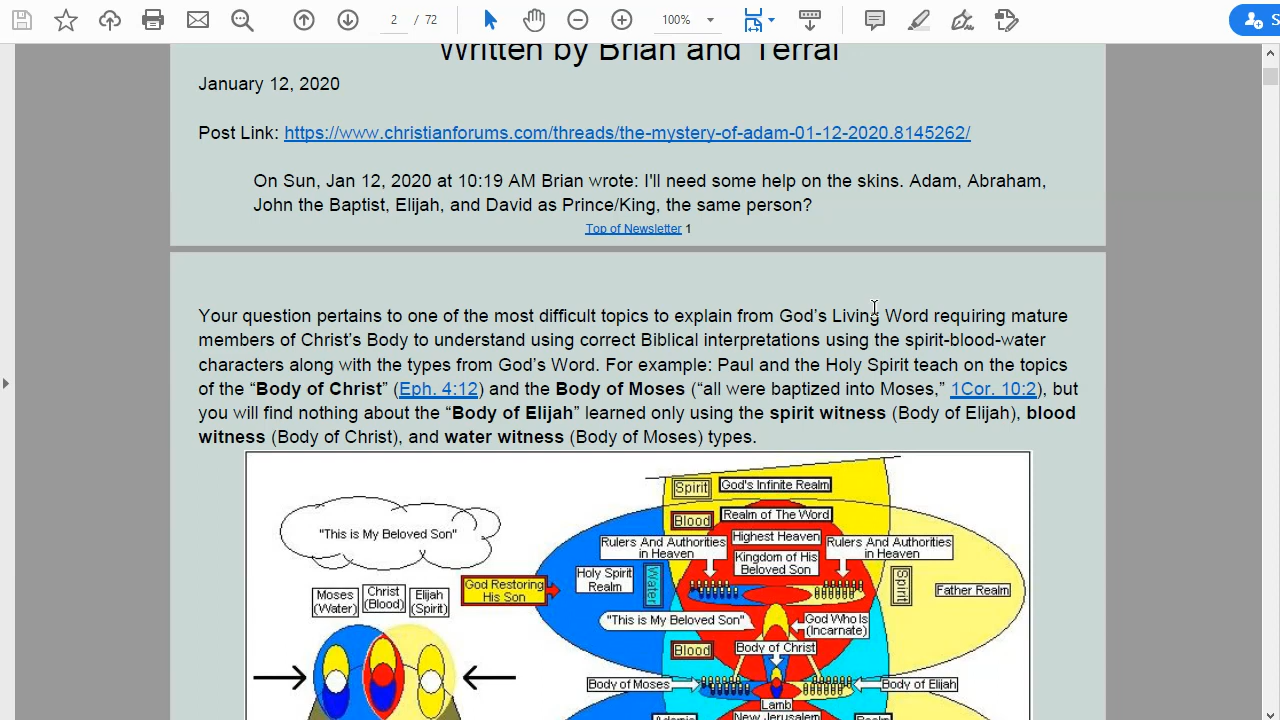 2 / 72
100%
S
Written by Brian and Terral
January 12, 2020
Post Link: https://www.christianforums.com/threads/the-mystery-of-adam-01-12-2020.8145262/
On Sun, Jan 12, 2020 at 10:19 AM Brian wrote: I'll need some help on the skins. Adam, Abraham,
John the Baptist, Elijah, and David as Prince/King, the same person?
Top of Newsletter 1
Your question pertains to one of the most difficult topics to explain from God’s Living Word requiring mature
members of Christ’s Body to understand using correct Biblical interpretations using the spirit-blood-water
characters along with the types from God’s Word. For example: Paul and the Holy Spirit teach on the topics
of the “Body of Christ” (Eph. 4:12) and the Body of Moses (“all were baptized into Moses,” 1Cor. 10:2), but
you will find nothing about the “Body of Elijah” learned only using the spirit witness (Body of Elijah), blood
witness (Body of Christ), and water witness (Body of Moses) types.
Spirit
God's Infinite Realm
Blood
Realm of The Word
"This is My Beloved Son"
Rulers And Authorities
in Heaven
Highest Heaven
Rulers And Authorities
in Heaven
Kingdom of His
Beloved Son
Holy Spirit
Realm
Water
Spirit
Father Realm
Moses
(Water)
Christ
(Blood)
Elijah
(Spirit)
God Restoring
His Son
"This is My Beloved Son"
God Who Is
(Incarnate)
Blood
Body of Christ
Body of Moses
Body of Elijah
Lamb
New Jerusalem
Adamic
Realm